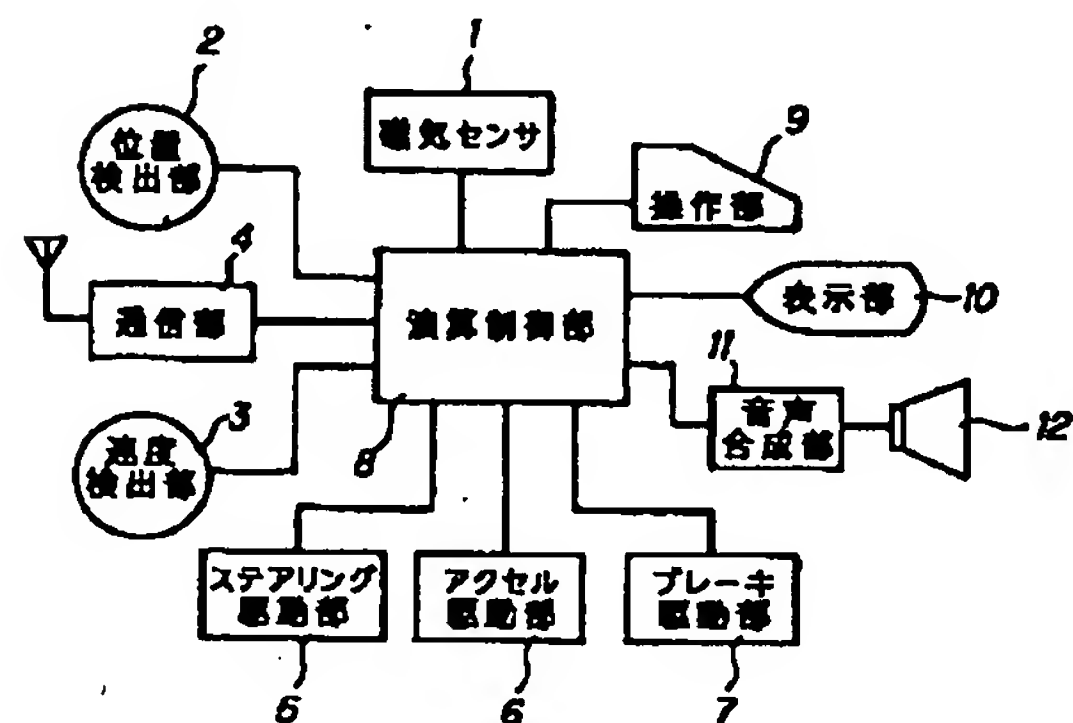 2
1
磁気センサ
9
位置
検出部
操作部
4
通信部
演算制御部
表示部
10
11
音声
合成部
12
3
速度
検出部
8
ステアリング
駆動部
アクセル
駆動部
ブレーキ
駆動部
5
6
7